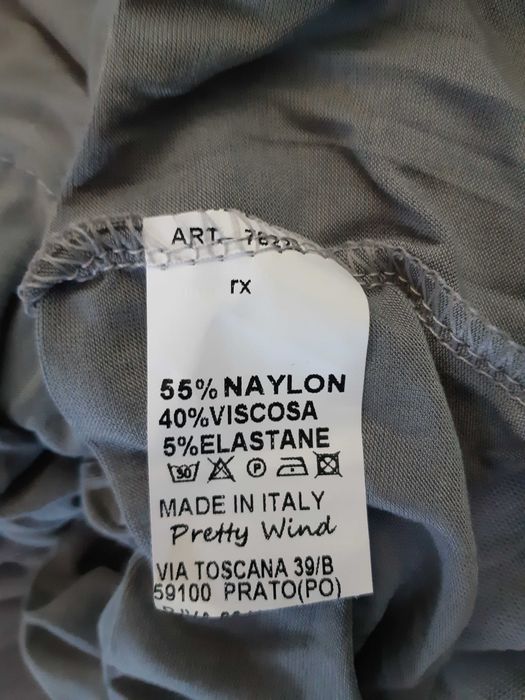 ART.
rx
55%NAYLON
40%VISCOSA
5%ELASTANE
30 P
MADE IN ITALY
Pretty Wind
VIA TOSCANA 39/B
59100 PRATO(PO)